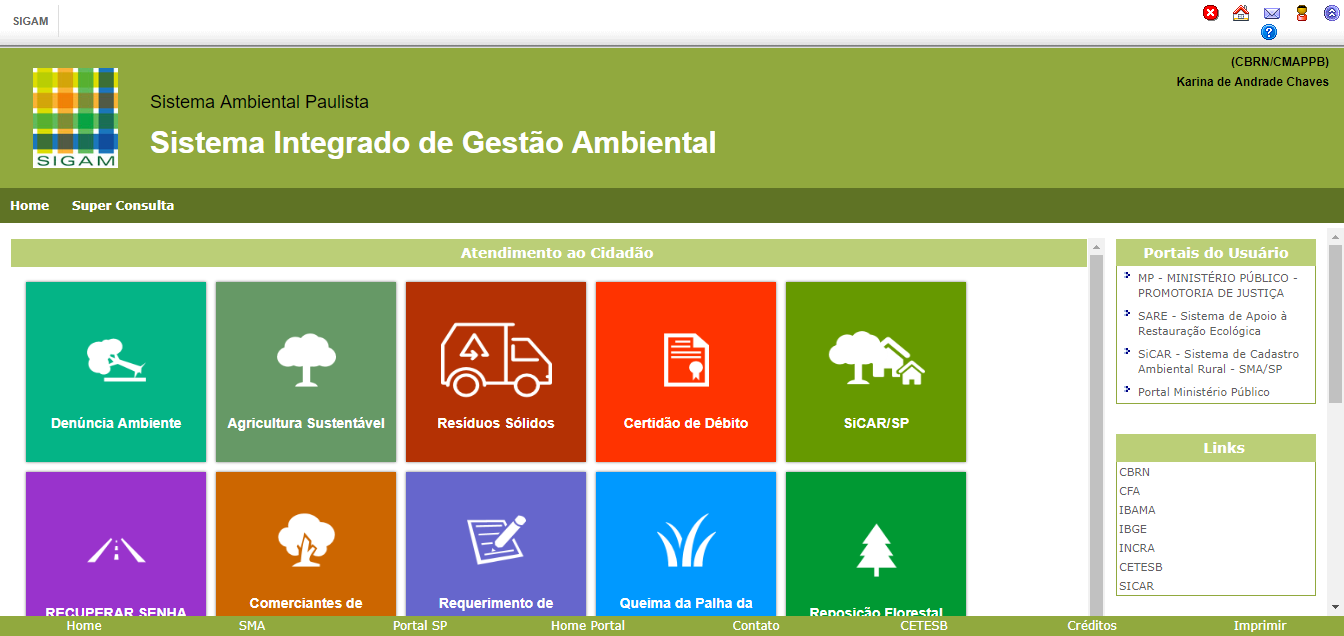 SIGAM
(CBRN/CMAPPB)
Karina de Andrade Chaves
SIGAM
Sistema Ambiental Paulista
Sistema Integrado de Gestão Ambiental
Home
Super Consulta
Atendimento ao Cidadão
Denúncia Ambiente
Agricultura Sustentável
Resíduos Sólidos
Certidão de Débito
SiCAR/SP
RECUPERAR SENHA
Comerciantes de
Requerimento de
Queima da Palha da
Reposição Florestal
Portais do Usuário
MP - MINISTÉRIO PÚBLICO -
PROMOTORIA DE JUSTIÇA
SARE - Sistema de Apoio à
Restauração Ecológica
SiCAR - Sistema de Cadastro
Ambiental Rural - SMA/SP
Portal Ministério Público
Links
CBRN
CFA
IBAMA
IBGE
INCRA
CETESB
SICAR
Home
SMA
Portal SP
Home Portal
Contato
CETESB
Créditos
Imprimir